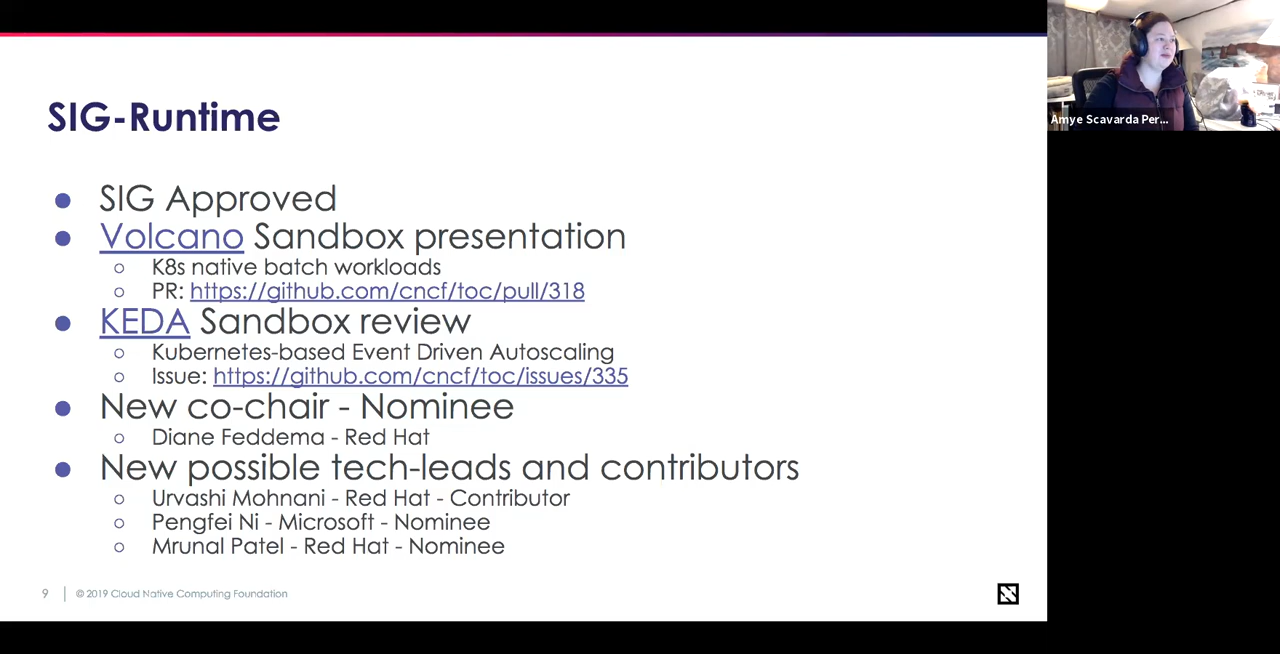 SIG-Runtime
● SIG Approved
● Volcano Sandbox presentation
○ K8s native batch workloads
○ PR: https://github.com/cncf/toc/pull/318
● KEDA Sandbox review
○ Kubernetes-based Event Driven Autoscaling
○ Issue: https://github.com/cncf/toc/issues/335
● New co-chair - Nominee
○ Diane Feddema - Red Hat
● New possible tech-leads and contributors
○ Urvashi Mohnani - Red Hat - Contributor
○ Pengfei Ni - Microsoft - Nominee
○ Mrunal Patel - Red Hat - Nominee
9 | © 2019 Cloud Native Computing Foundation
Amye Scavarda Per...